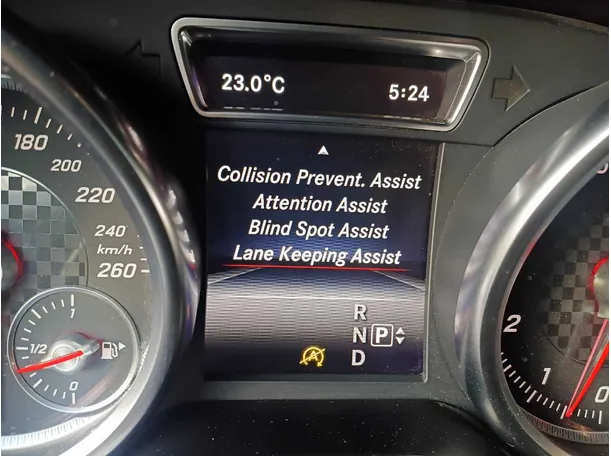 23.0°C
5:24
Collision Prevent. Assist
Attention Assist
Blind Spot Assist
Lane Keeping Assist
R
N P
D
A
180
200
220
240
km/h
260
1
1/2
0
2
1
0